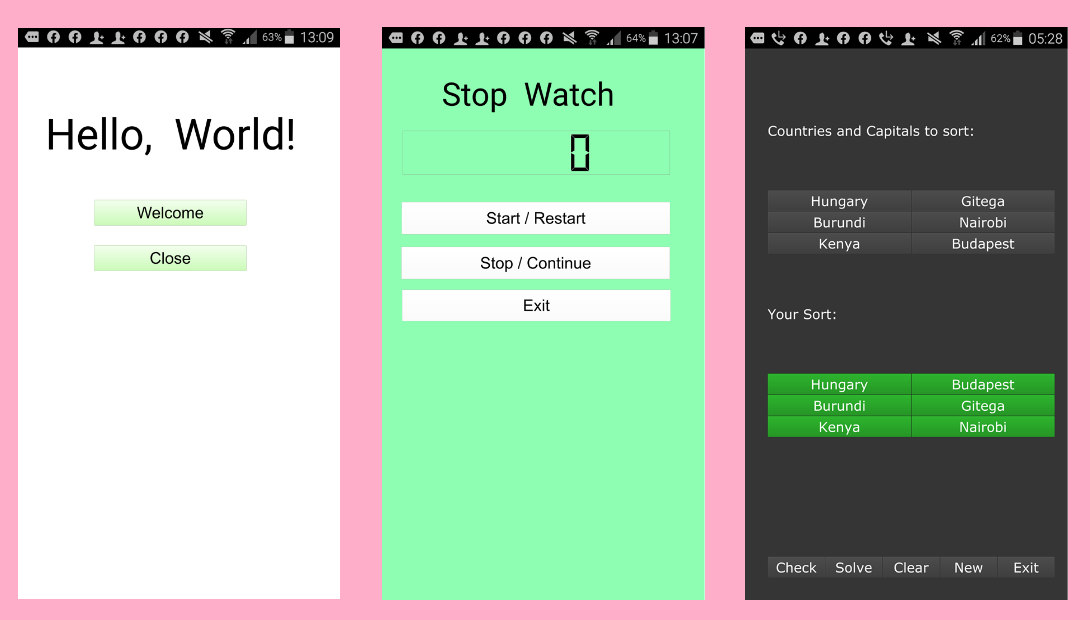 63% 13:09
Hello, World!
Welcome
Close
64% 13:07
Stop Watch
0
Start / Restart
Stop / Continue
Exit
62% 05:28
Countries and Capitals to sort:
Hungary Gitega
Burundi Nairobi
Kenya Budapest
Your Sort:
Hungary Budapest
Burundi Gitega
Kenya Nairobi
Check Solve Clear New Exit